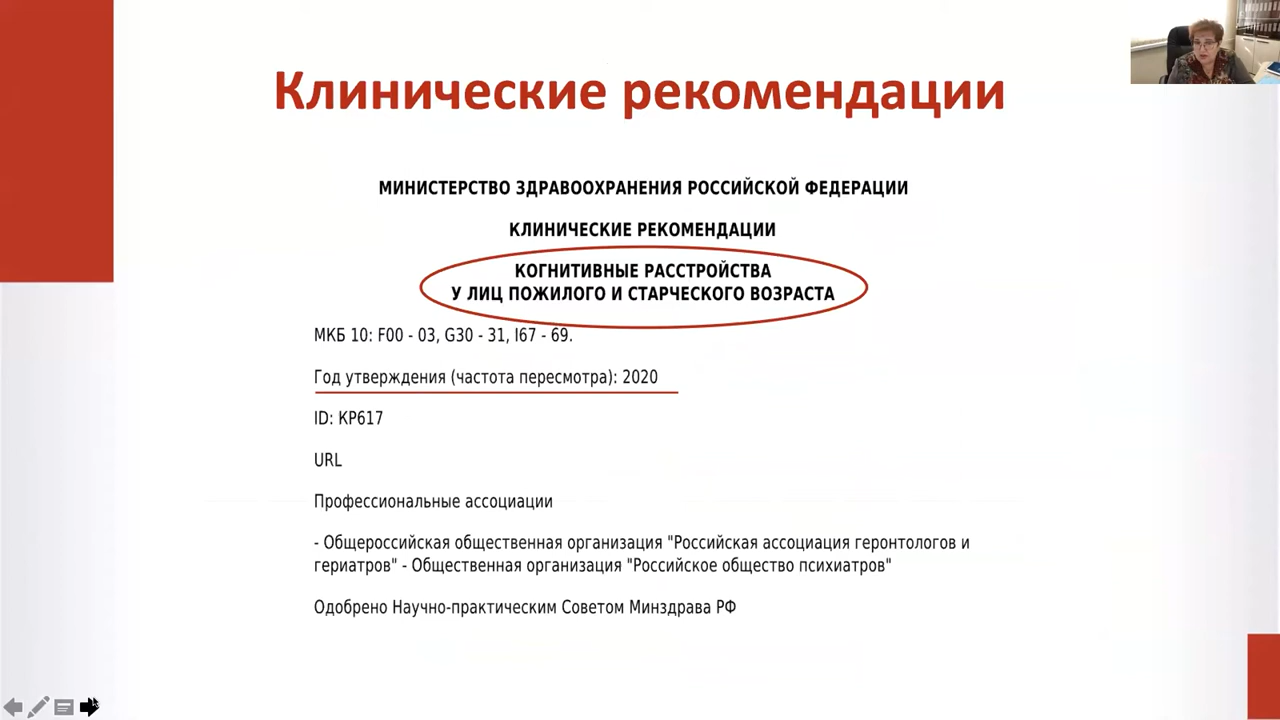 Клинические рекомендации
МИНИСТЕРСТВО ЗДРАВООХРАНЕНИЯ РОССИЙСКОЙ ФЕДЕРАЦИИ
КЛИНИЧЕСКИЕ РЕКОМЕНДАЦИИ
КОГНИТИВНЫЕ РАССТРОЙСТВА
У ЛИЦ ПОЖИЛОГО И СТАРЧЕСКОГО ВОЗРАСТА
МКБ 10: F00 - 03, G30 - 31, I67 - 69.
Год утверждения (частота пересмотра): 2020
ID: КР617
URL
Профессиональные ассоциации
- Общероссийская общественная организация "Российская ассоциация геронтологов и
гериатров" - Общественная организация "Российское общество психиатров"
Одобрено Научно-практическим Советом Минздрава РФ